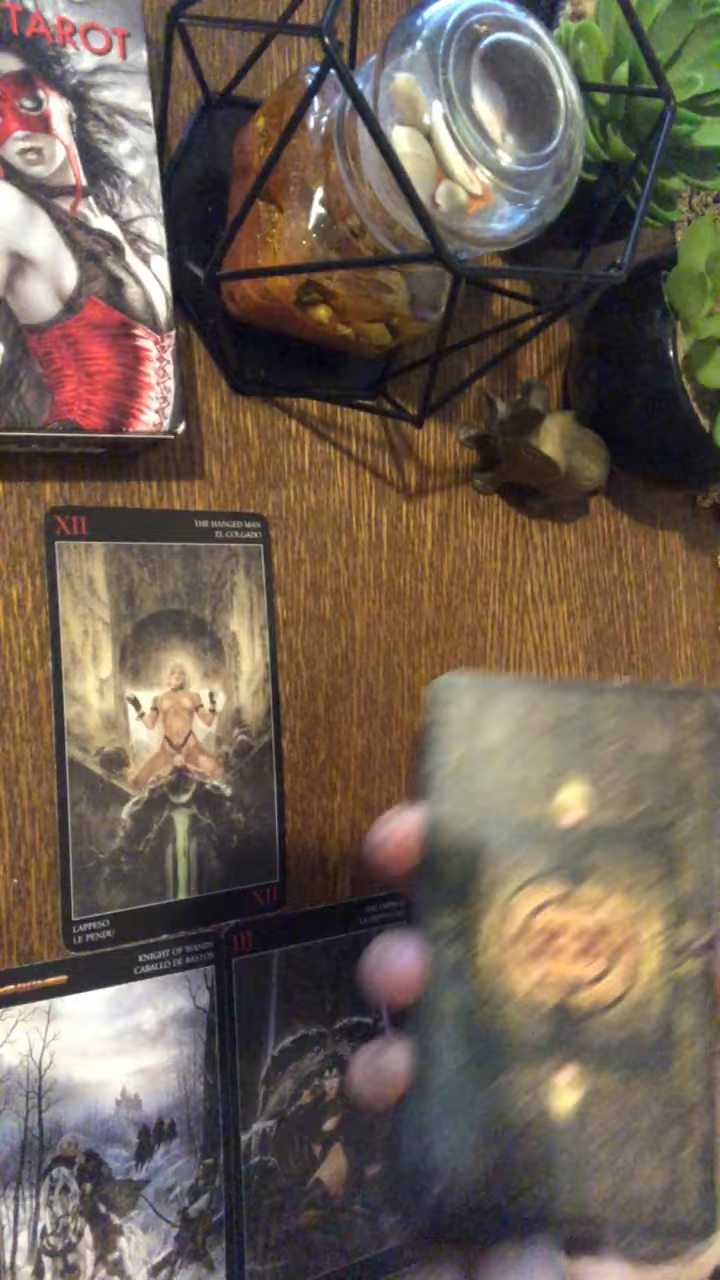 TAROT
XII
THE HANGED MAN
EL COLGADO
XII
L'APPESO
LE PENDU
KNIGHT OF WANDS
CABALLO DE BASTOS
III